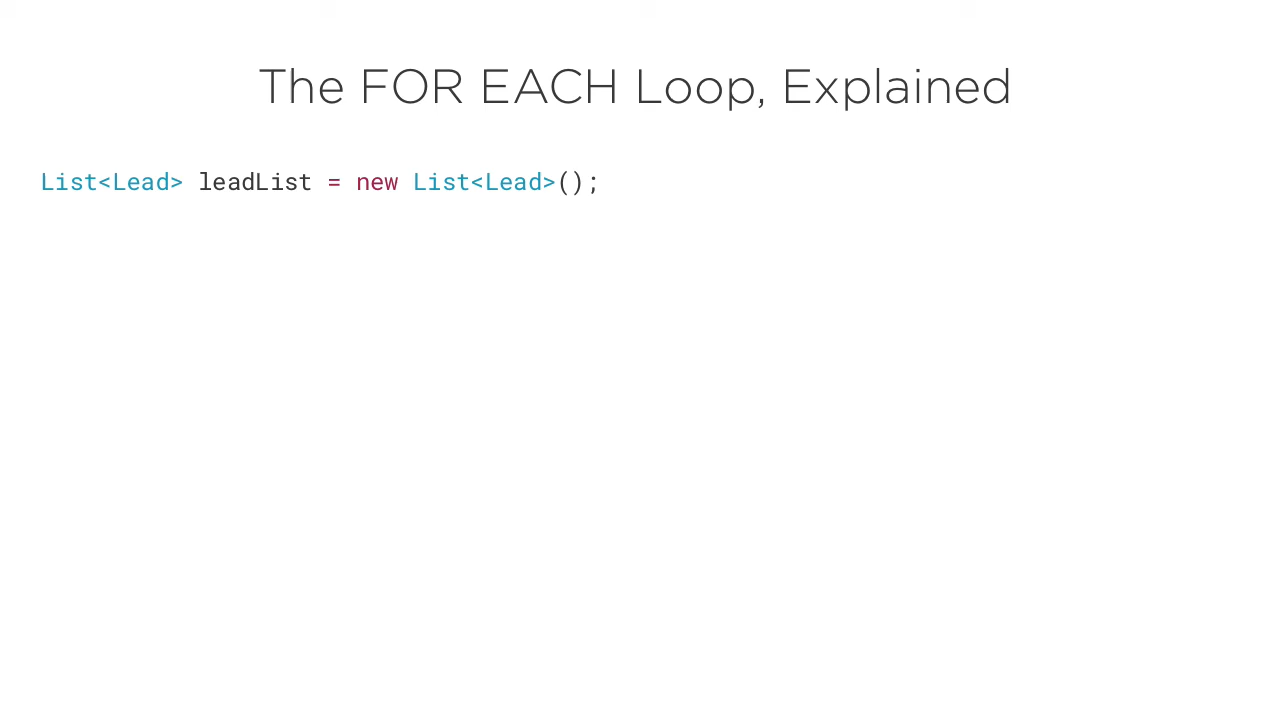 The FOR EACH Loop, Explained
List<Lead> leadList = new List<Lead>();